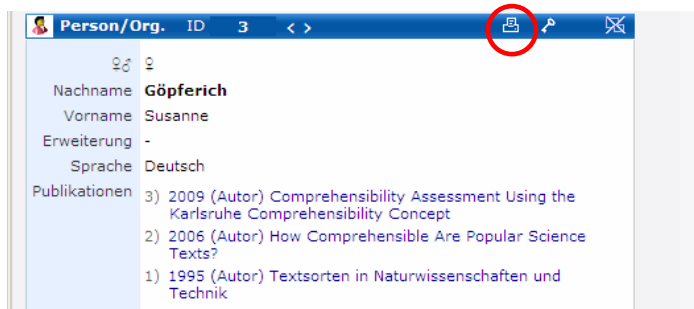 Person/Org. ID 3 < >
♀♂ ♀
Nachname Göpferich
Vorname Susanne
Erweiterung -
Sprache Deutsch
Publikationen 3) 2009 (Autor) Comprehensibility Assessment Using the
Karlsruhe Comprehensibility Concept
2) 2006 (Autor) How Comprehensible Are Popular Science
Texts?
1) 1995 (Autor) Textsorten in Naturwissenschaften und
Technik